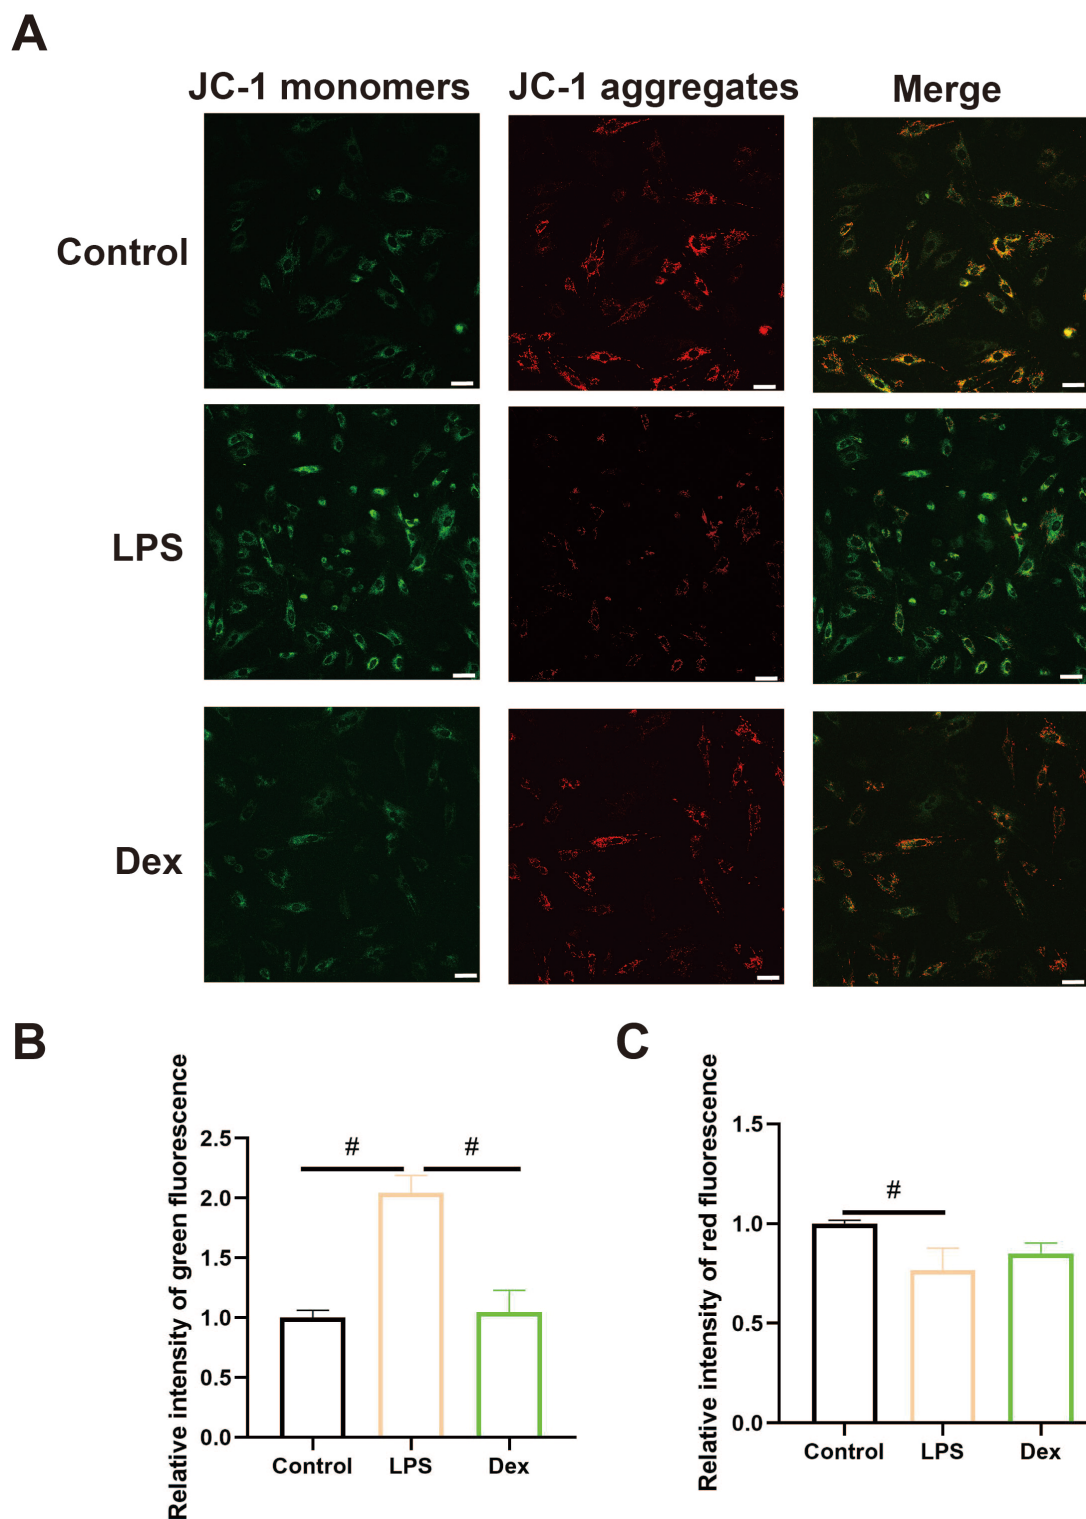 A
JC-1 monomers
JC-1 aggregates
Merge
Control
LPS
Dex
B
Relative intensity of green fluorescence
2.5
2.0
1.5
1.0
0.5
0.0
#
#
Control
LPS
Dex
C
Relative intensity of red fluorescence
1.5
1.0
0.5
0.0
#
Control
LPS
Dex